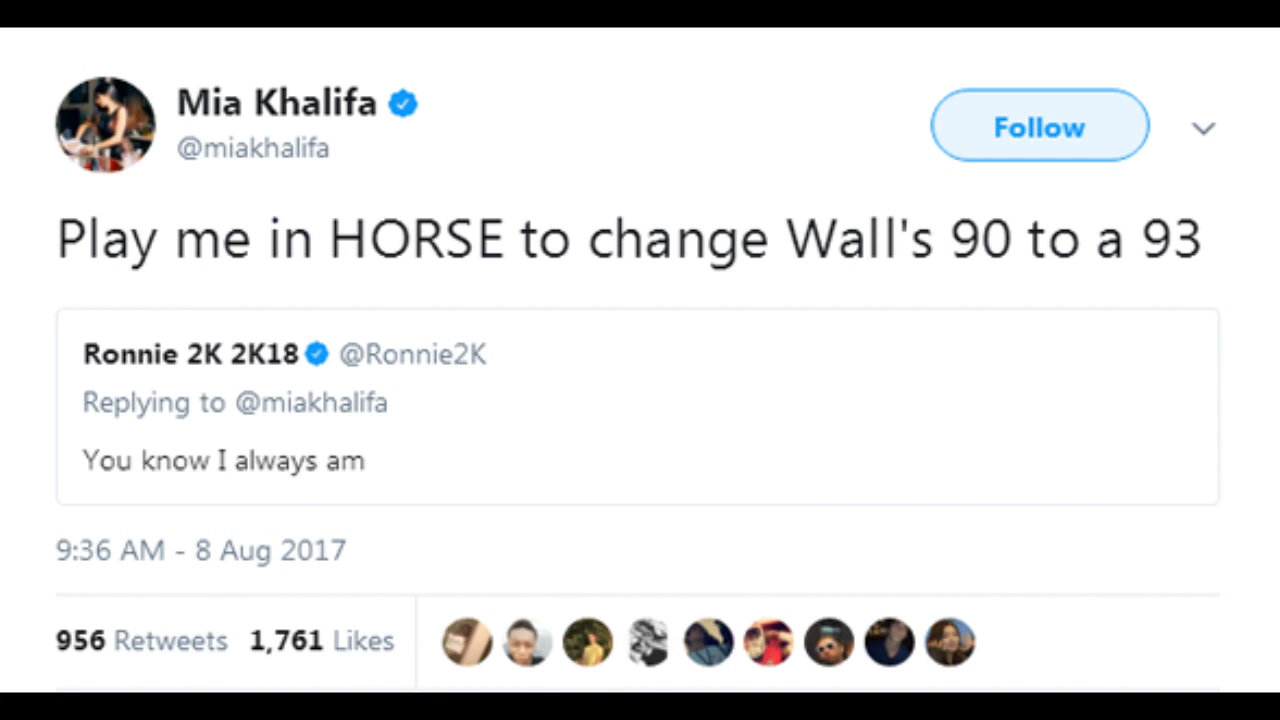 Mia Khalifa
@miakhalifa
Follow
Play me in HORSE to change Wall's 90 to a 93
Ronnie 2K 2K18 @Ronnie2K
Replying to @miakhalifa
You know I always am
9:36 AM - 8 Aug 2017
956 Retweets 1,761 Likes